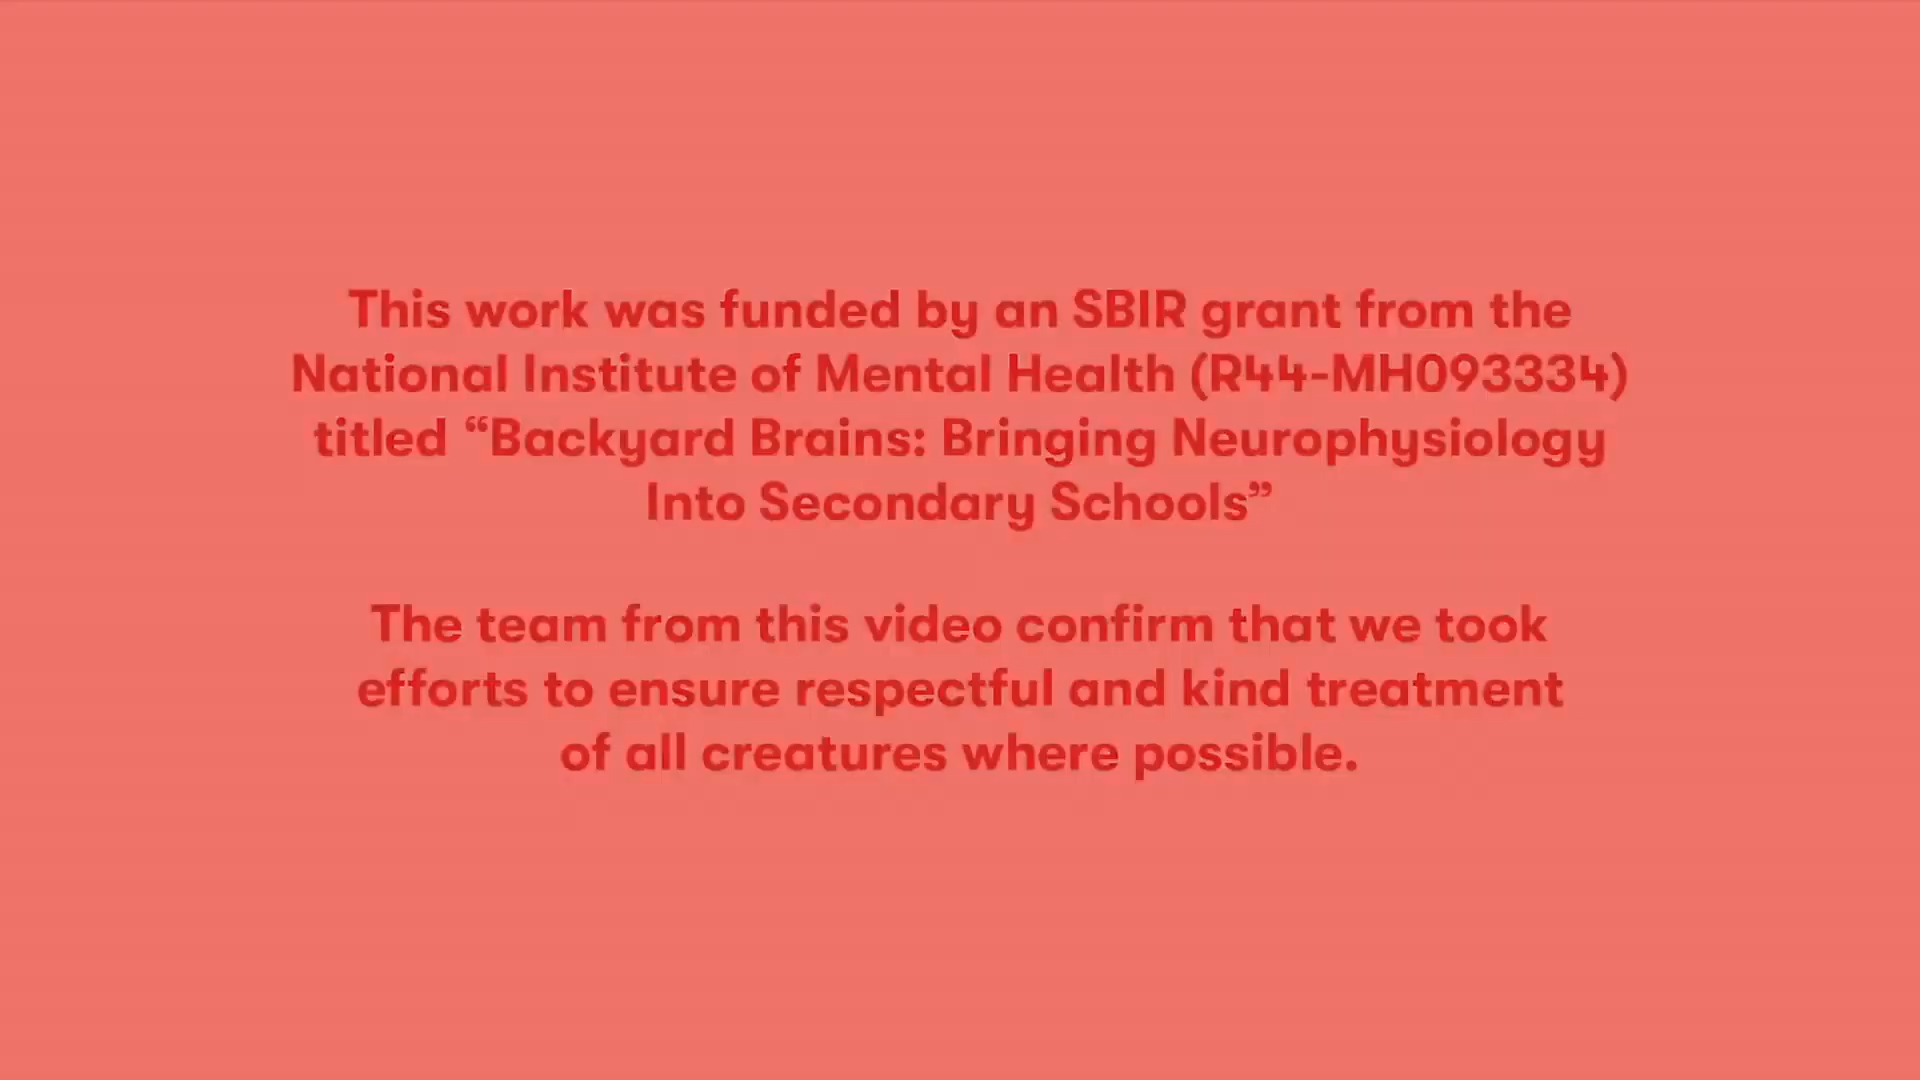 This work was funded by an SBIR grant from the
National Institute of Mental Health (R44-MH093334)
titled “Backyard Brains: Bringing Neurophysiology
Into Secondary Schools”
The team from this video confirm that we took
efforts to ensure respectful and kind treatment
of all creatures where possible.